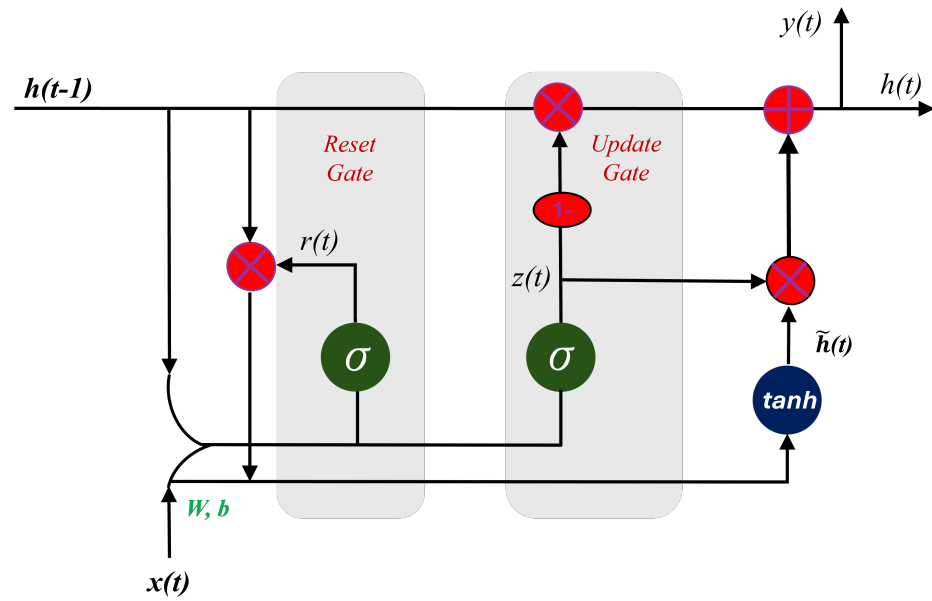 y(t)
h(t-1)
h(t)
Reset
Gate
Update
Gate
1-
r(t)
z(t)
σ
σ
h̃(t)
tanh
W, b
x(t)